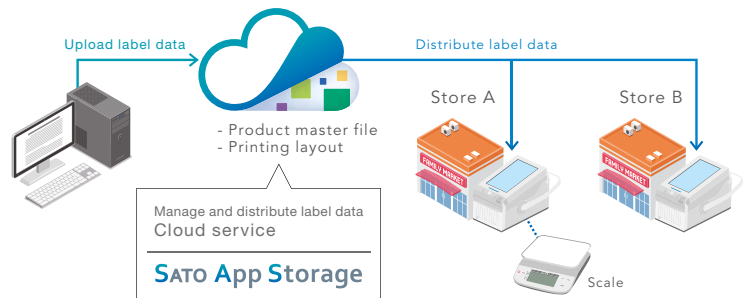 Upload label data
Distribute label data
Store A
Store B
- Product master file
- Printing layout
FAMILY MARKET
FAMILY MARKET
Manage and distribute label data
Cloud service
SATO App Storage
Scale